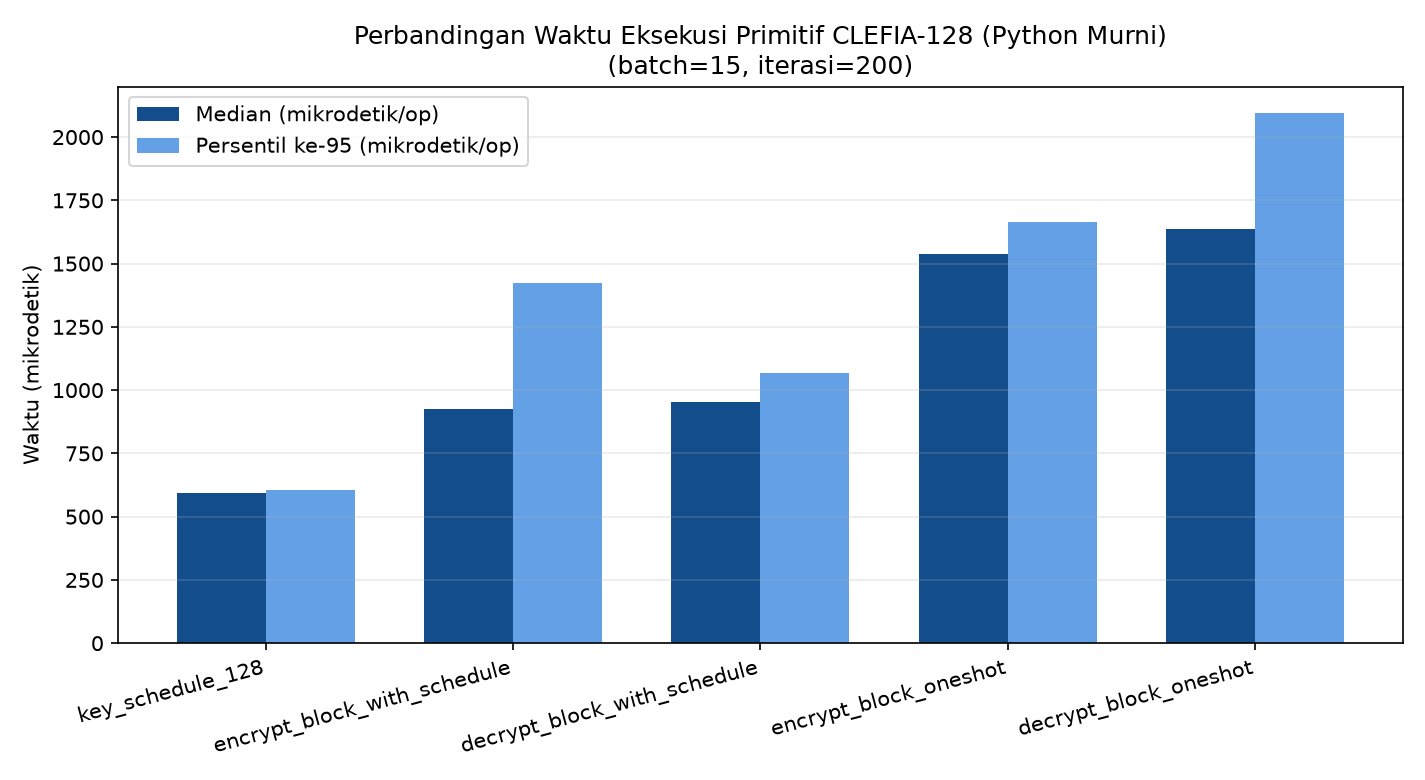 Perbandingan Waktu Eksekusi Primitif CLEFIA-128 (Python Murni)
(batch=15, iterasi=200)
Median (mikrodetik/op)
Persentil ke-95 (mikrodetik/op)
Waktu (mikrodetik)
2000
1750
1500
1250
1000
750
500
250
0
key_schedule_128
encrypt_block_with_schedule
decrypt_block_with_schedule
encrypt_block_oneshot
decrypt_block_oneshot